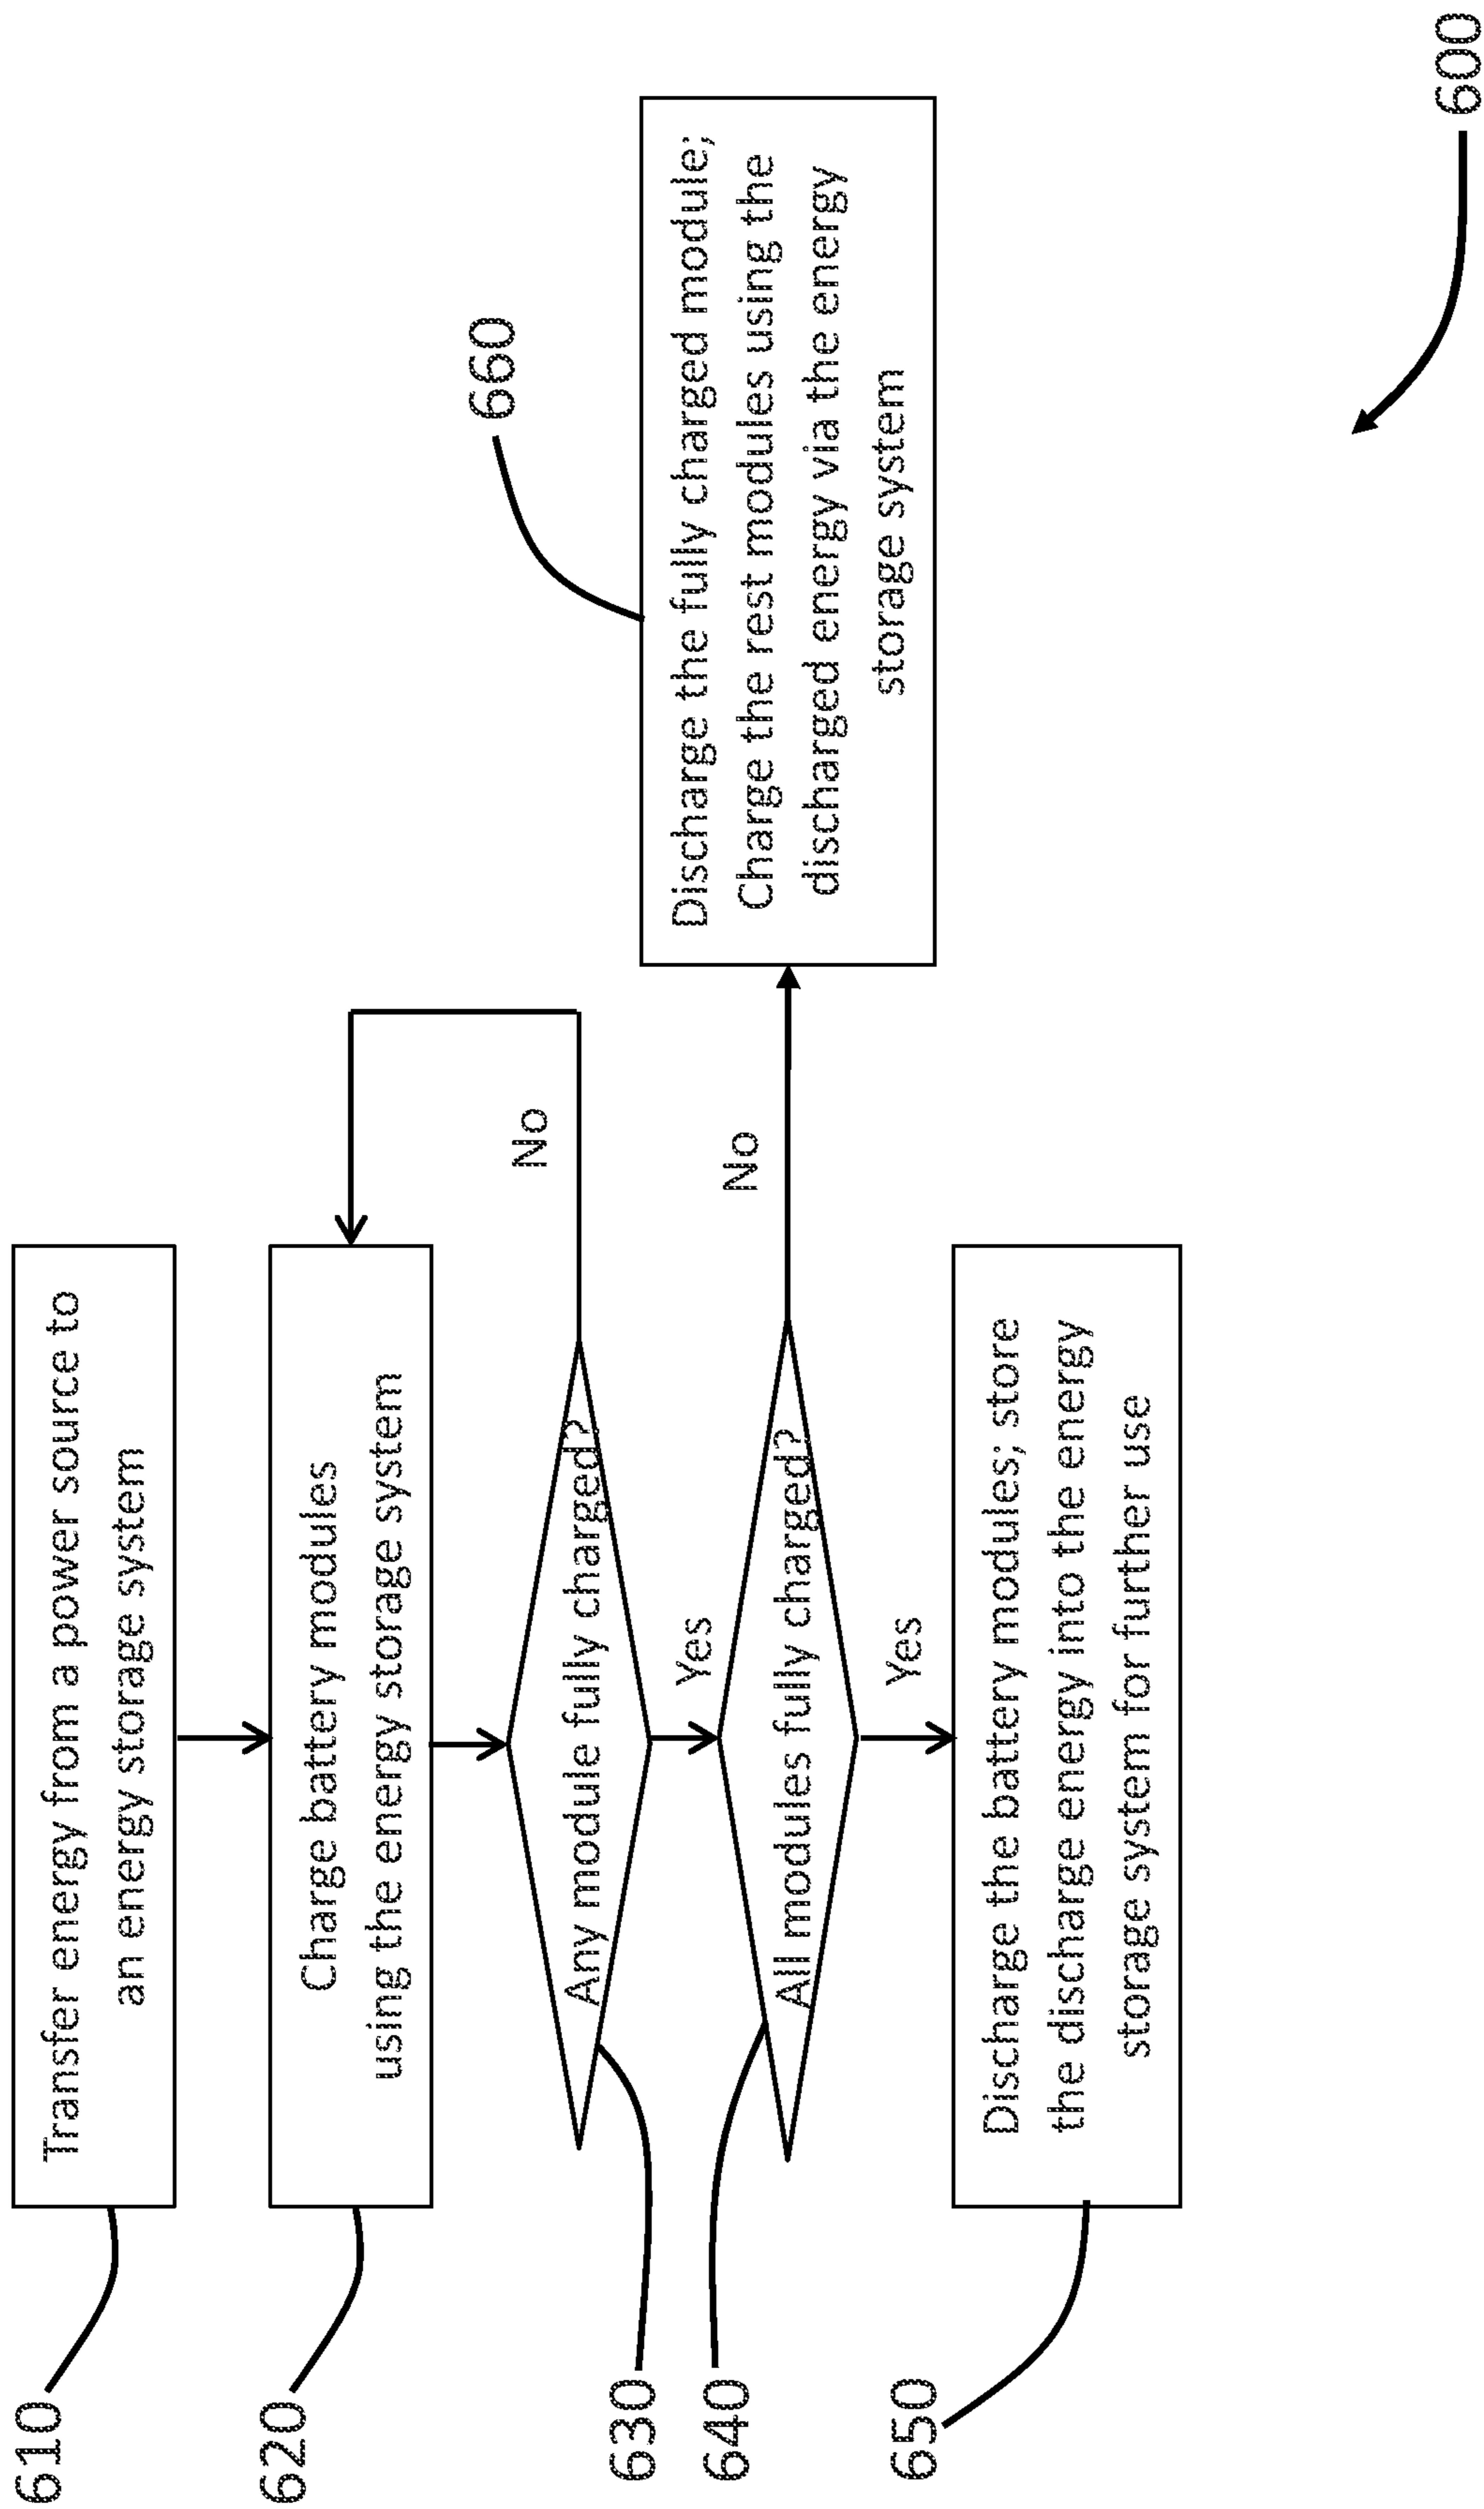 610
Transfer energy from a power source to
an energy storage system
620
Charge battery modules
using the energy storage system
No
630
Any module fully charged?
Yes
640
All modules fully charged?
No
660
Discharge the fully charged module;
Charge the rest modules using the
discharged energy via the energy
storage system
Yes
650
Discharge the battery modules; store
the discharge energy into the energy
storage system for further use
600